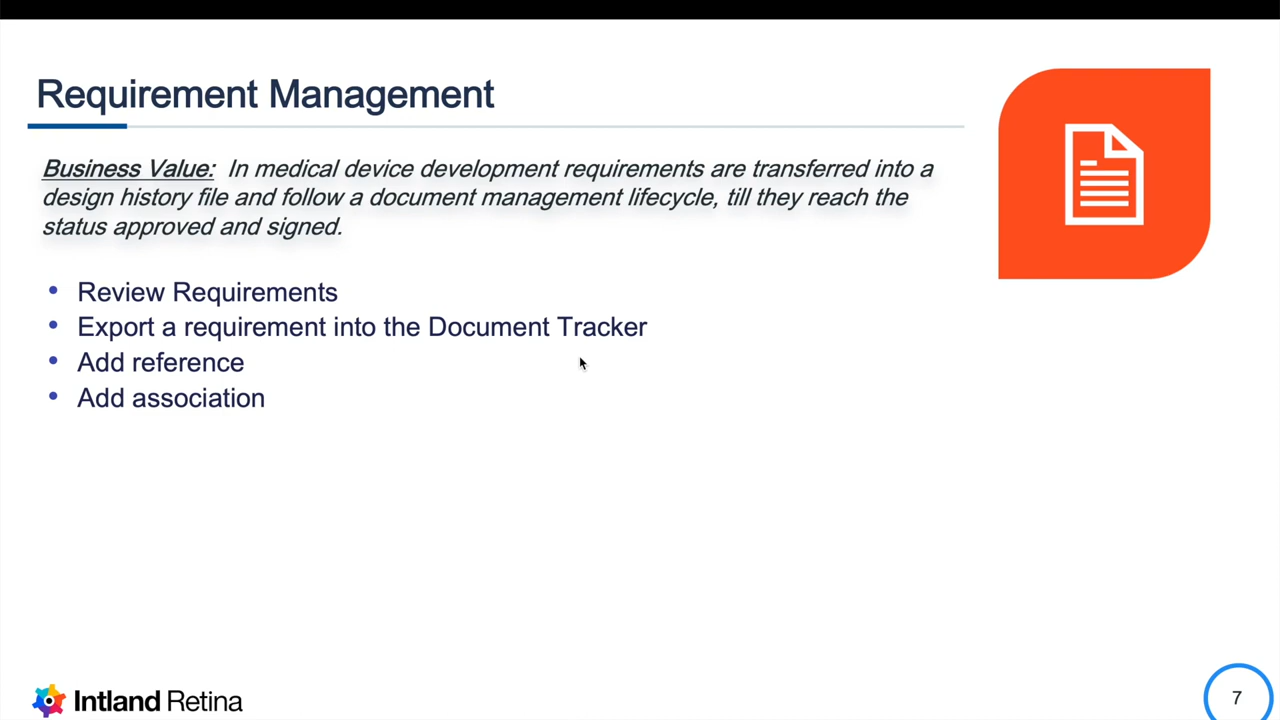 Requirement Management
Business Value: In medical device development requirements are transferred into a
design history file and follow a document management lifecycle, till they reach the
status approved and signed.
• Review Requirements
• Export a requirement into the Document Tracker
• Add reference
• Add association
Intland Retina
7